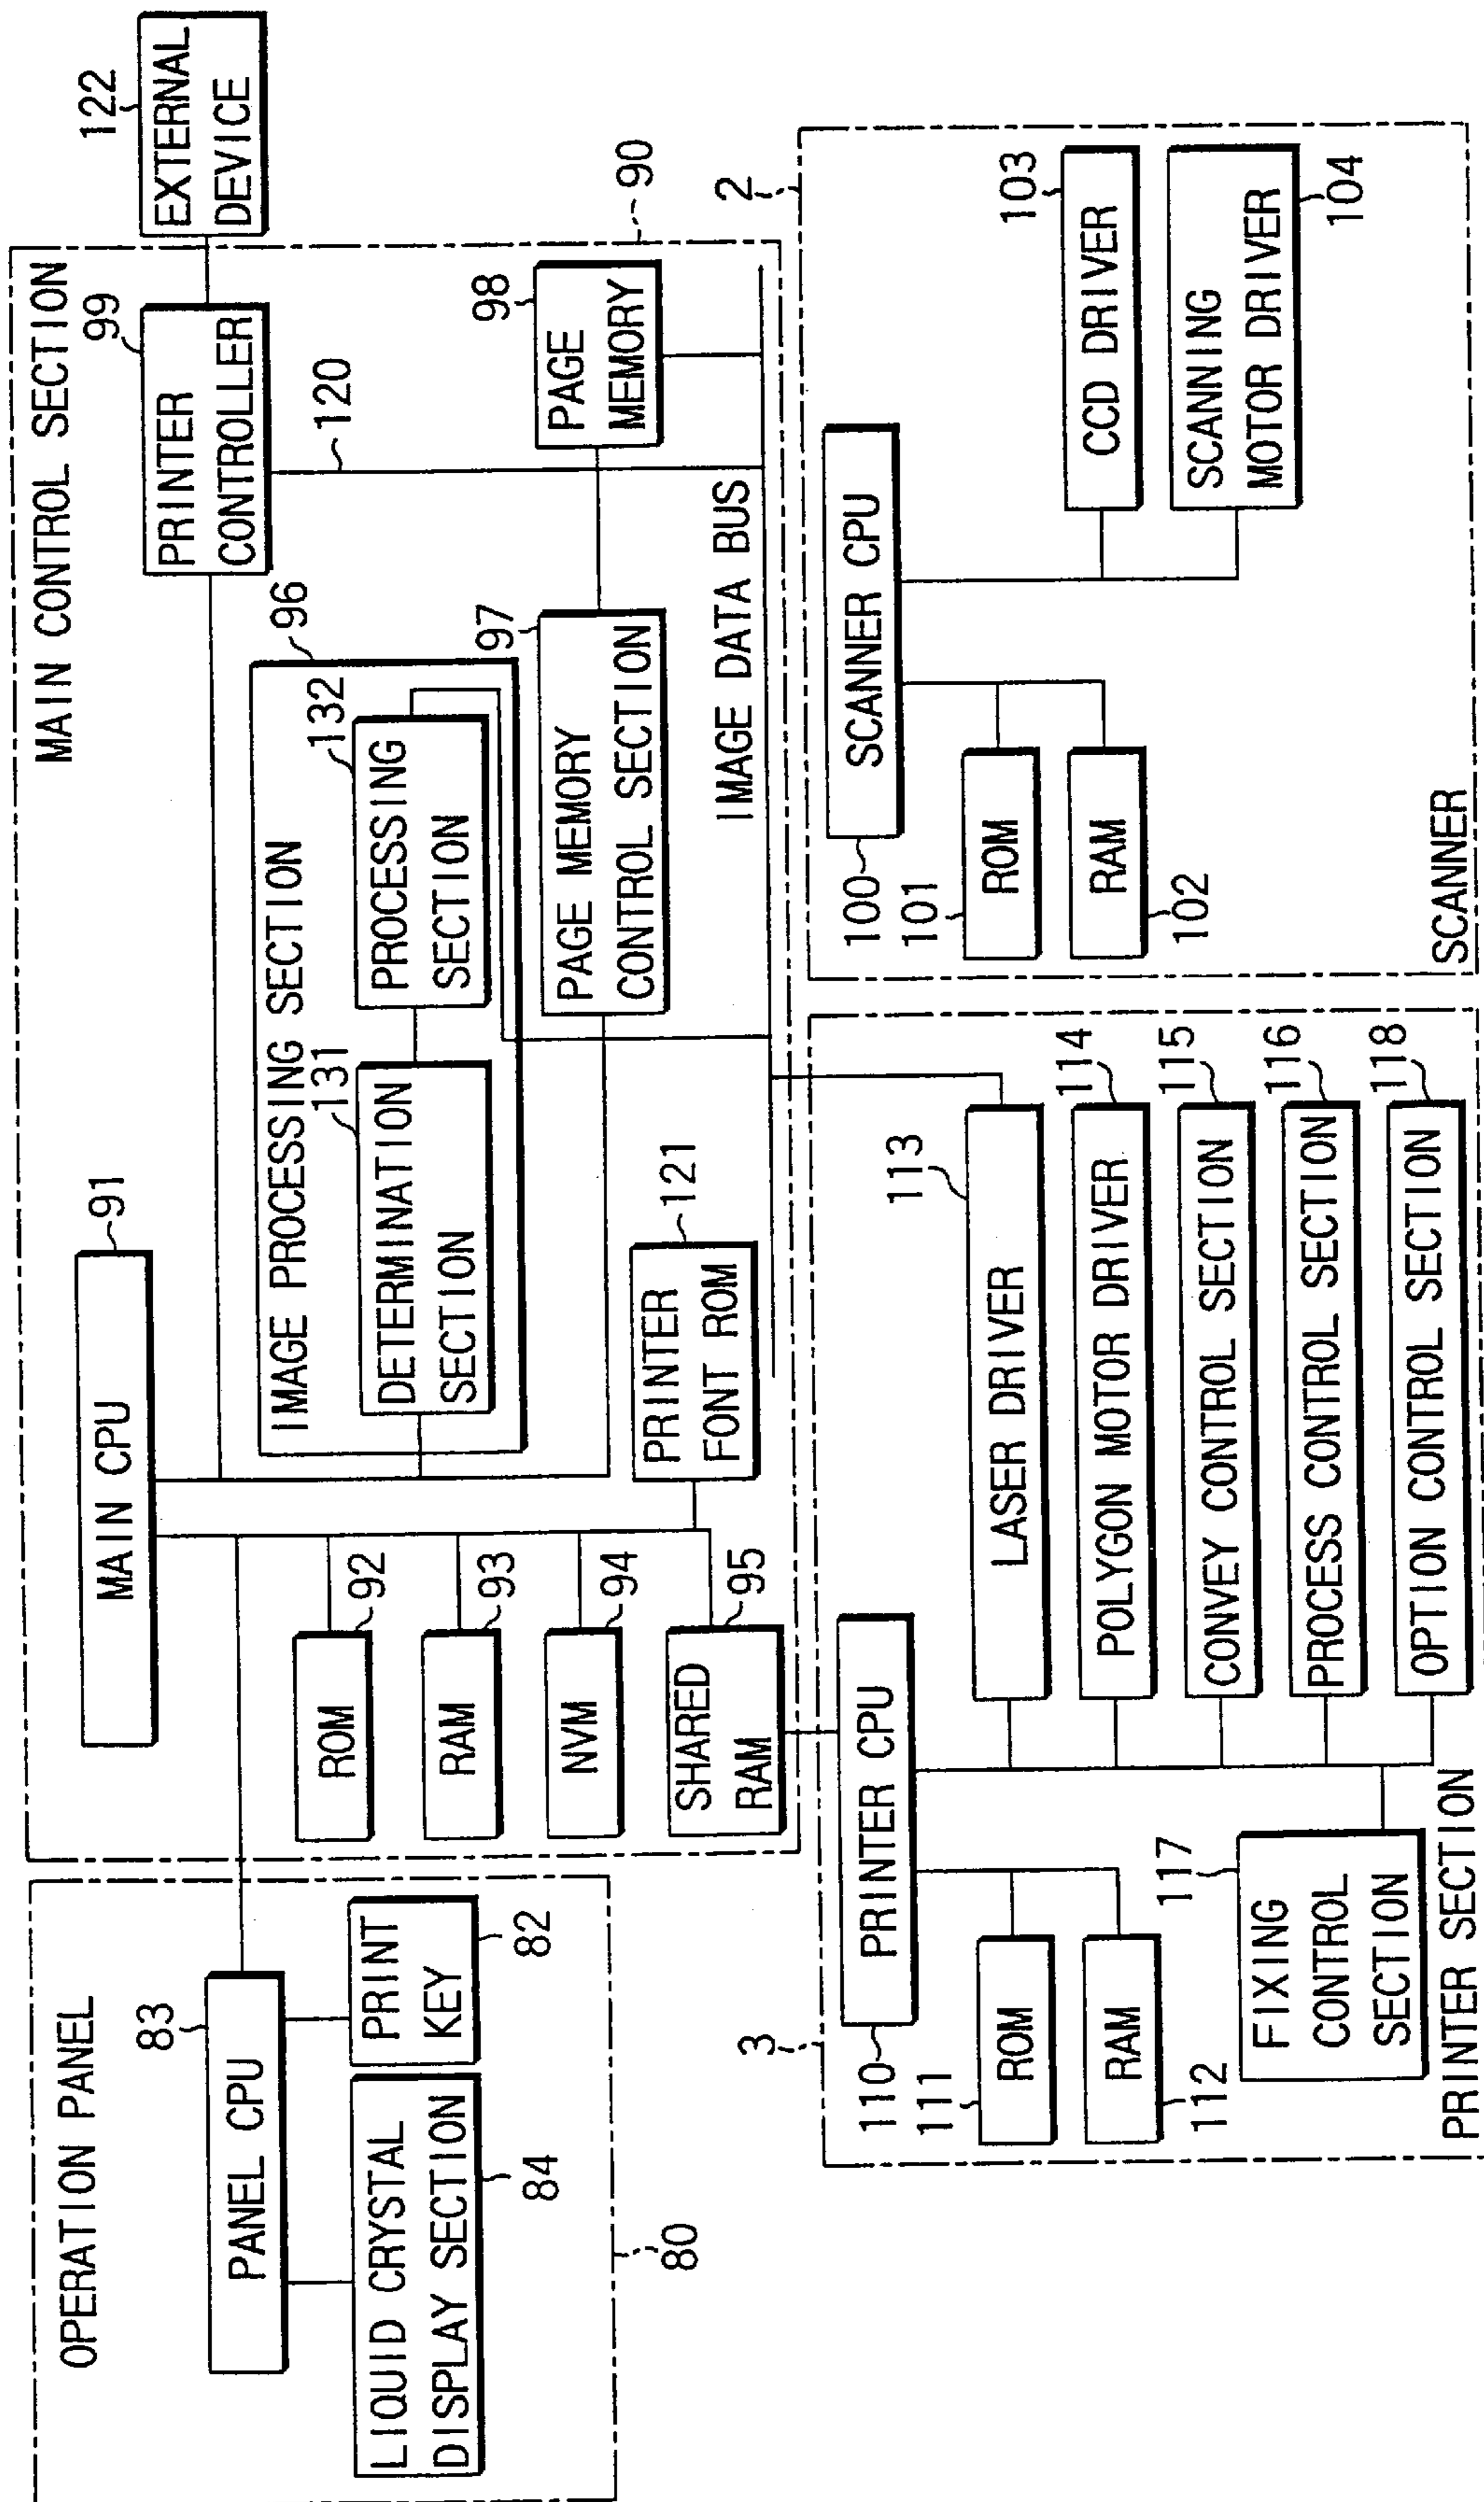 OPERATION PANEL
83
PANEL CPU
LIQUID CRYSTAL
DISPLAY SECTION
84
PRINT
KEY
82
80
MAIN CONTROL SECTION
MAIN CPU
91
ROM
92
RAM
93
NVM
94
SHARED
RAM
95
IMAGE PROCESSING SECTION
96
131
DETERMINATION
SECTION
132
PROCESSING
SECTION
PRINTER
FONT ROM
121
97
PAGE MEMORY
CONTROL SECTION
98
PAGE
MEMORY
99
PRINTER
CONTROLLER
120
IMAGE DATA BUS
90
122
EXTERNAL
DEVICE
3
PRINTER CPU
110
111
ROM
RAM
112
117
FIXING
CONTROL
SECTION
PRINTER SECTION
113
LASER DRIVER
114
POLYGON MOTOR DRIVER
115
CONVEY CONTROL SECTION
116
PROCESS CONTROL SECTION
118
OPTION CONTROL SECTION
2
SCANNER CPU
100
101
ROM
RAM
102
103
CCD DRIVER
SCANNING
MOTOR DRIVER
104
SCANNER